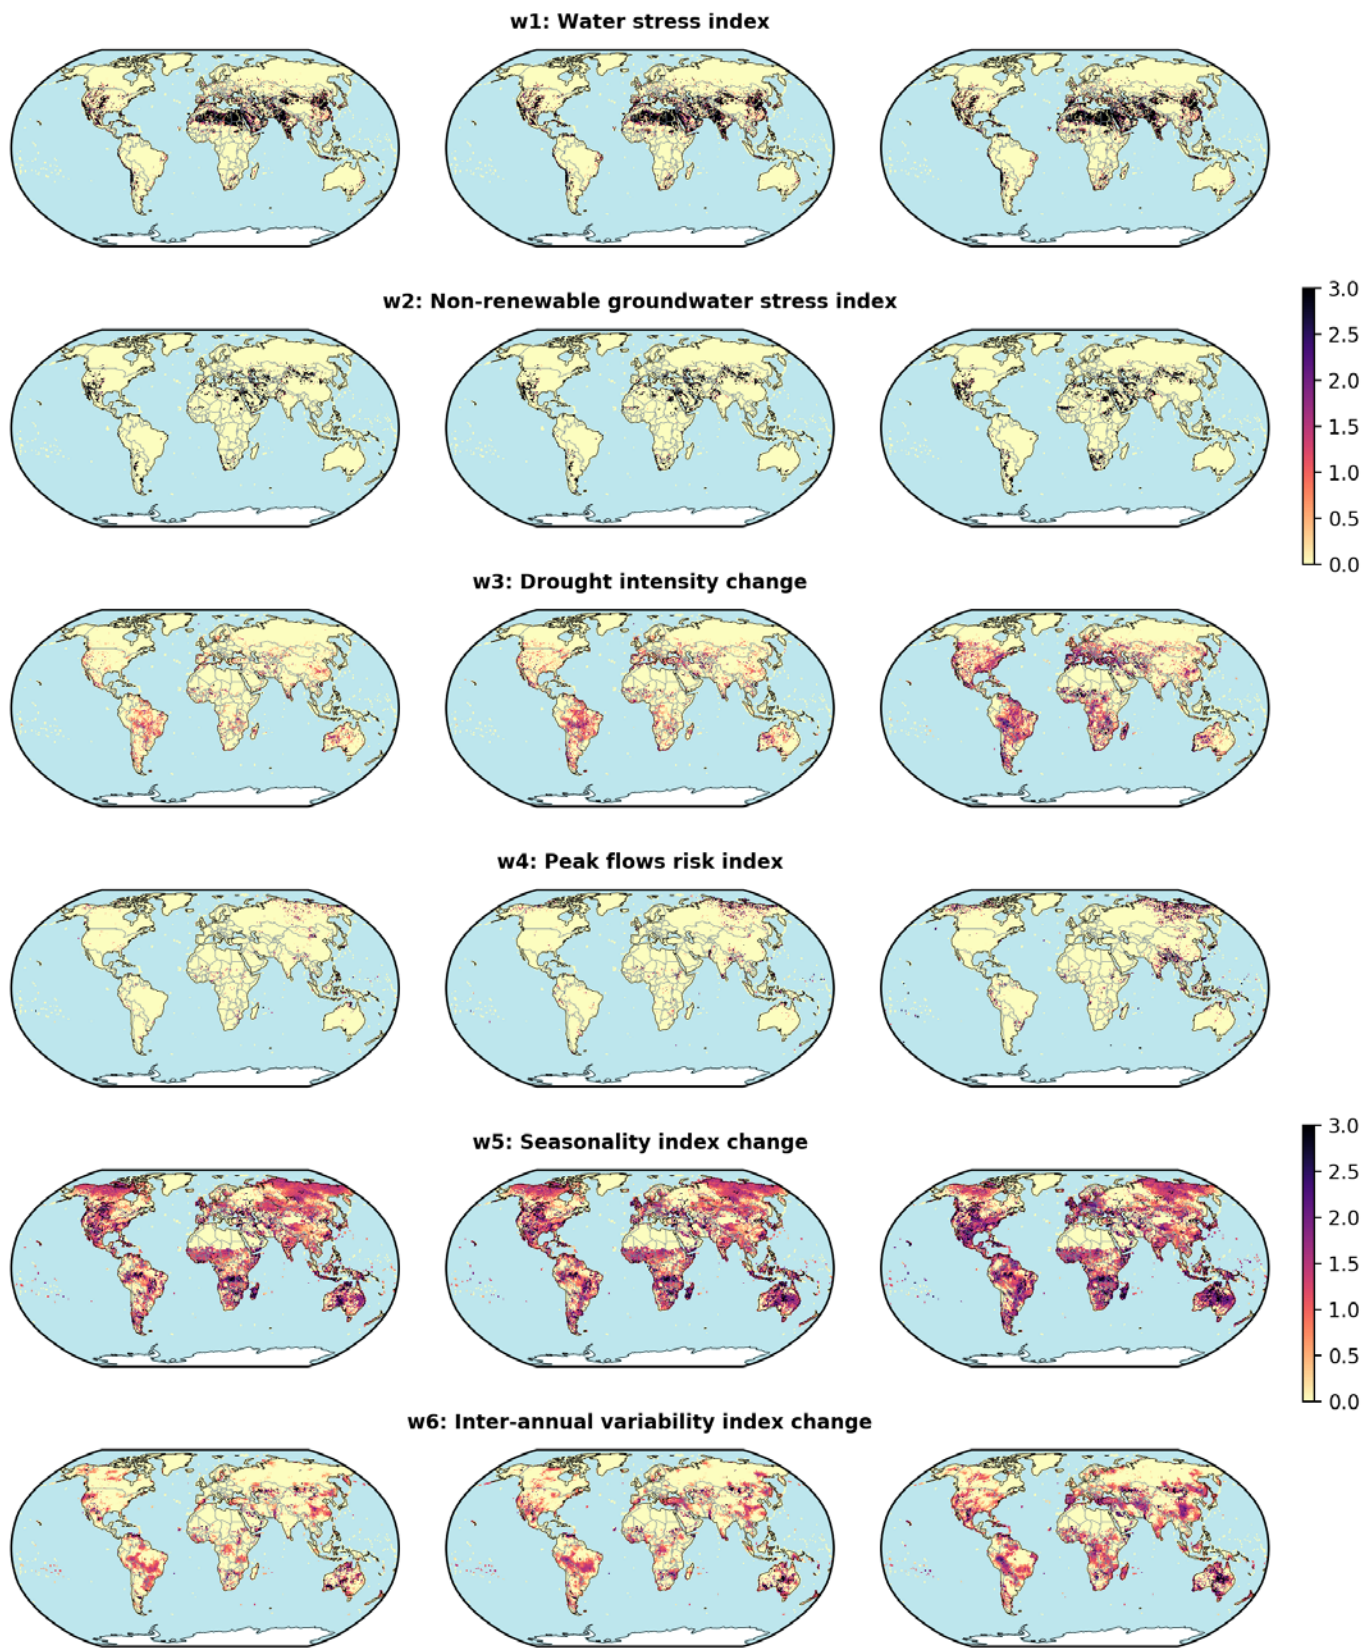 w1: Water stress index
w2: Non-renewable groundwater stress index
3.0
2.5
2.0
1.5
1.0
0.5
0.0
w3: Drought intensity change
w4: Peak flows risk index
w5: Seasonality index change
3.0
2.5
2.0
1.5
1.0
0.5
0.0
w6: Inter-annual variability index change